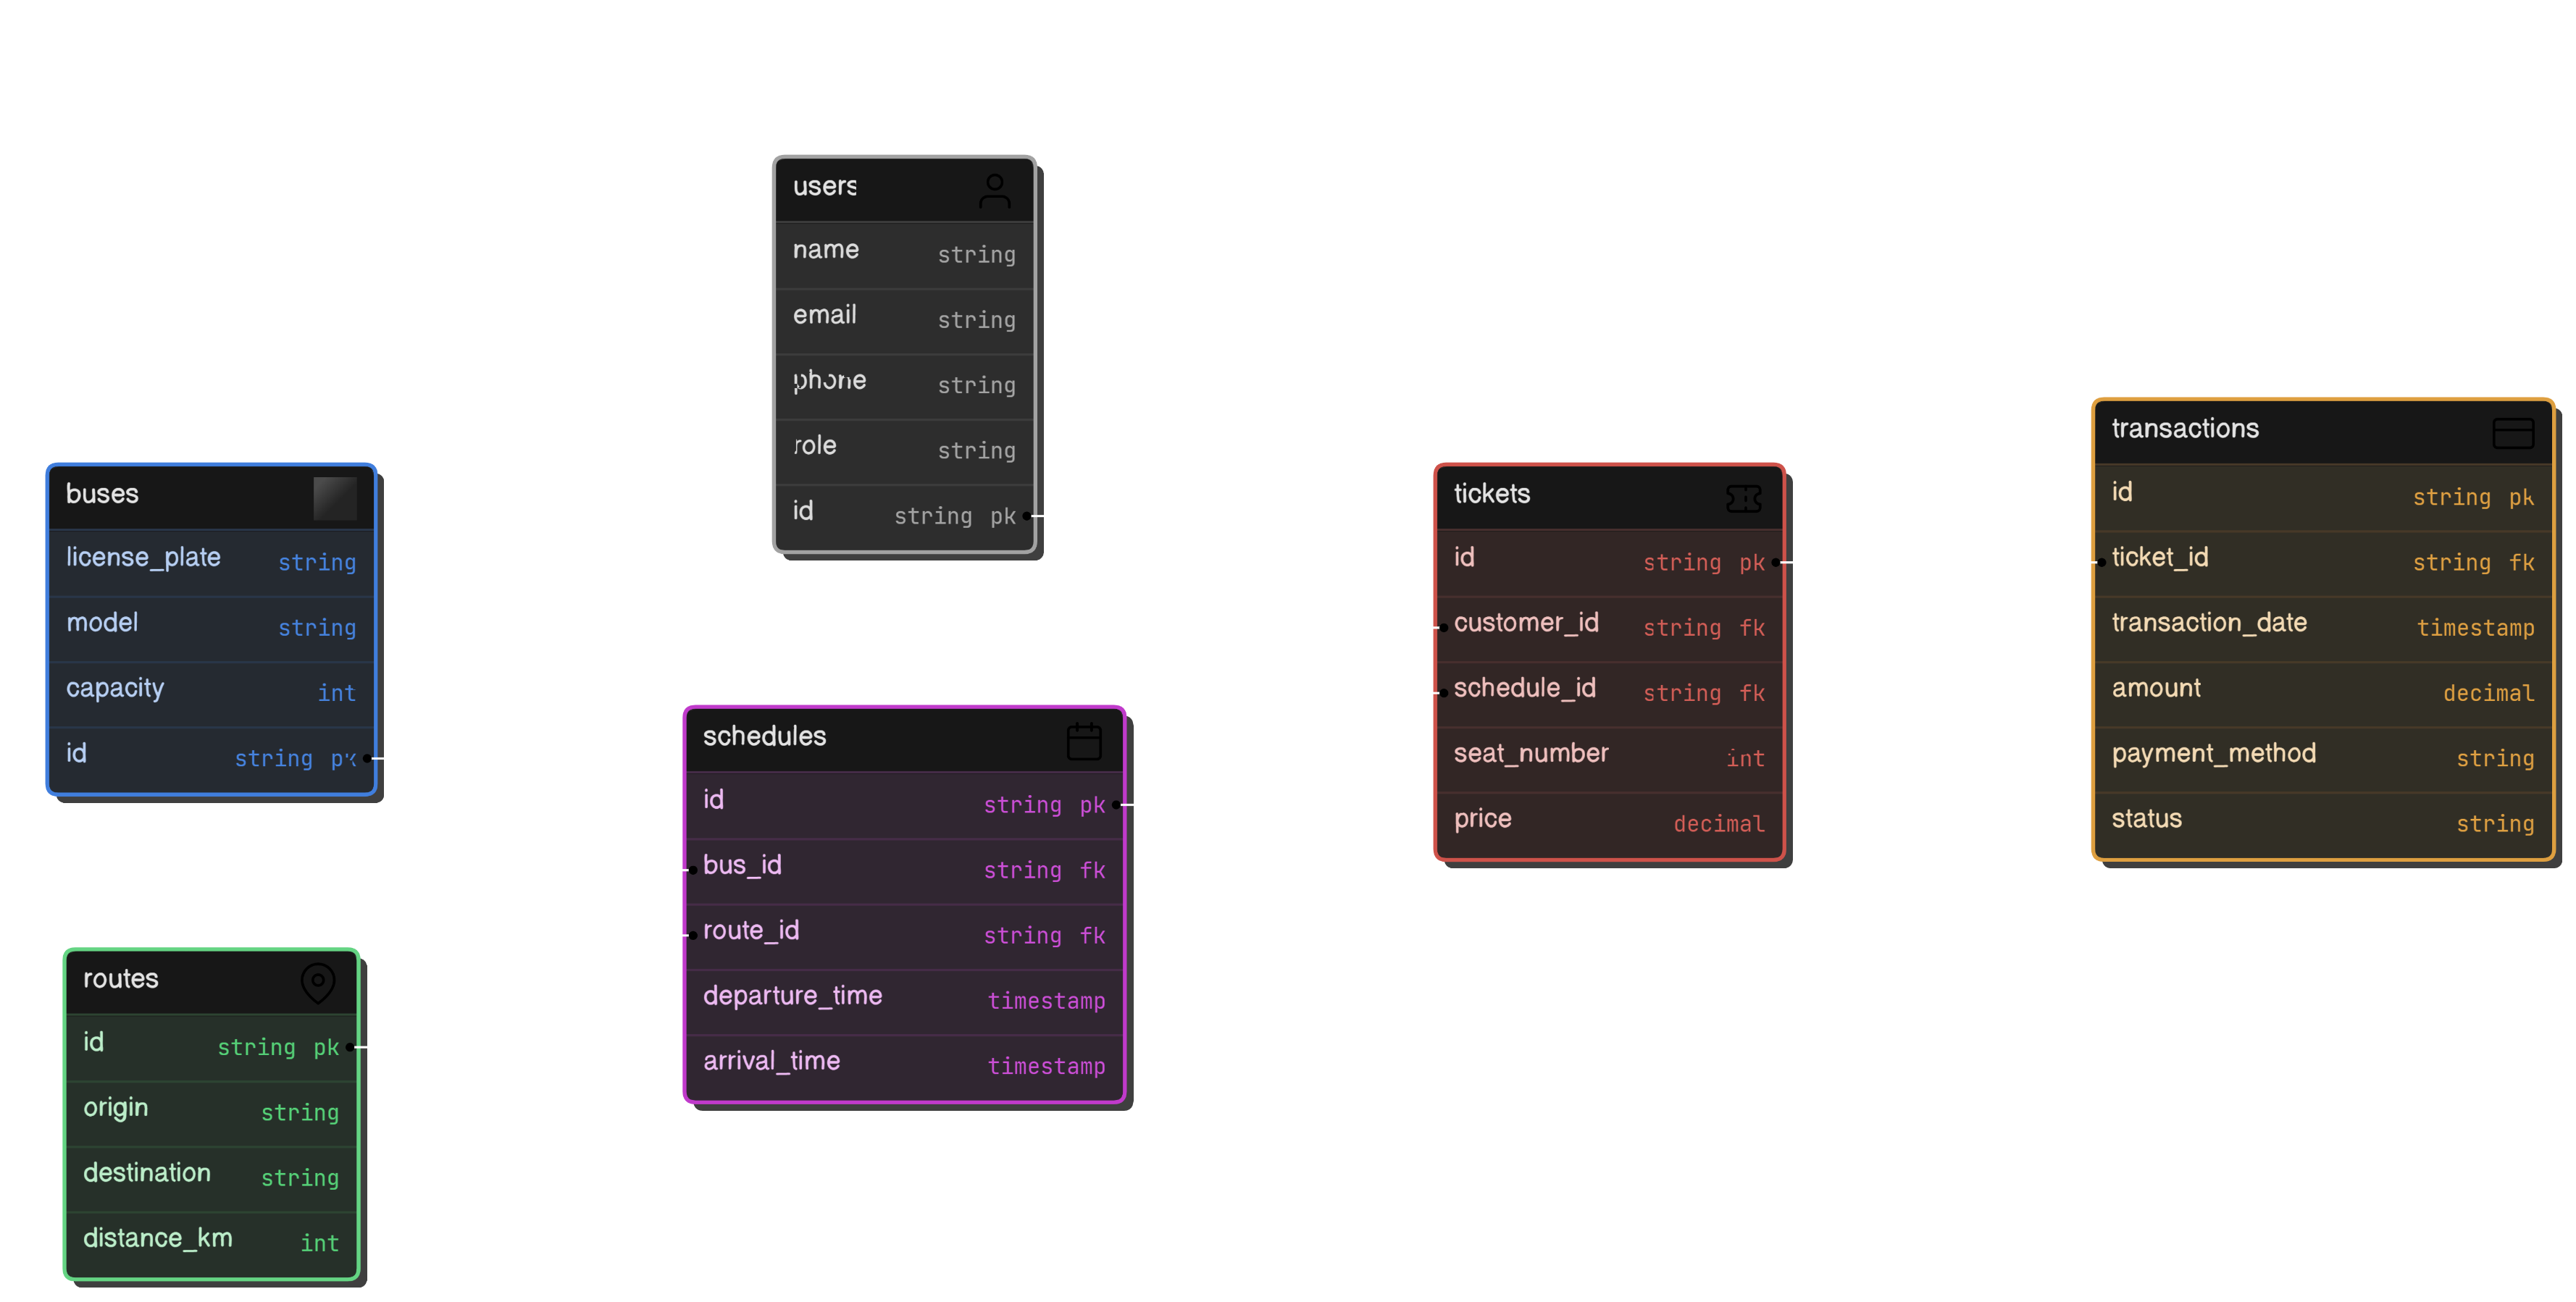 users
name string
email string
phone string
role string
id string pk
buses
license_plate string
model string
capacity int
id string pk
schedules
id string pk
bus_id string fk
route_id string fk
departure_time timestamp
arrival_time timestamp
routes
id string pk
origin string
destination string
distance_km int
tickets
id string pk
customer_id string fk
schedule_id string fk
seat_number int
price decimal
transactions
id string pk
ticket_id string fk
transaction_date timestamp
amount decimal
payment_method string
status string